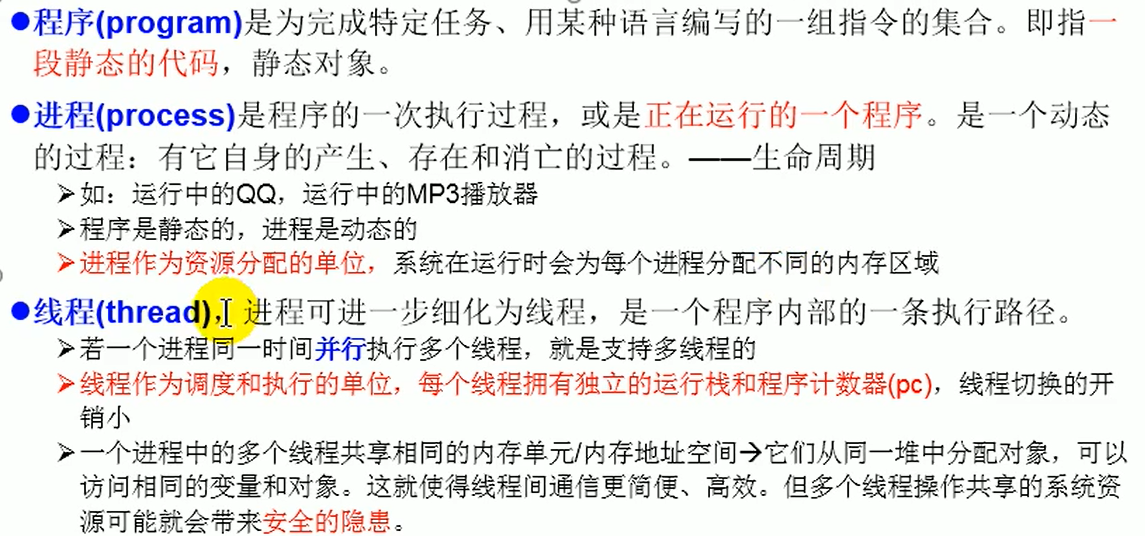 ●程序(program)是为完成特定任务、用某种语言编写的一组指令的集合。即指一
段静态的代码，静态对象。
●进程(process)是程序的一次执行过程，或是正在运行的一个程序。是一个动态
的过程：有它自身的产生、存在和消亡的过程。——生命周期
➢如：运行中的QQ，运行中的MP3播放器
➢程序是静态的，进程是动态的
➢进程作为资源分配的单位，系统在运行时会为每个进程分配不同的内存区域
●线程(thread)，进程可进一步细化为线程，是一个程序内部的一条执行路径。
➢若一个进程同一时间并行执行多个线程，就是支持多线程的
➢线程作为调度和执行的单位，每个线程拥有独立的运行栈和程序计数器(pc)，线程切换的开
销小
➢一个进程中的多个线程共享相同的内存单元/内存地址空间→它们从同一堆中分配对象，可以
访问相同的变量和对象。这就使得线程间通信更简便、高效。但多个线程操作共享的系统资
源可能就会带来安全的隐患。